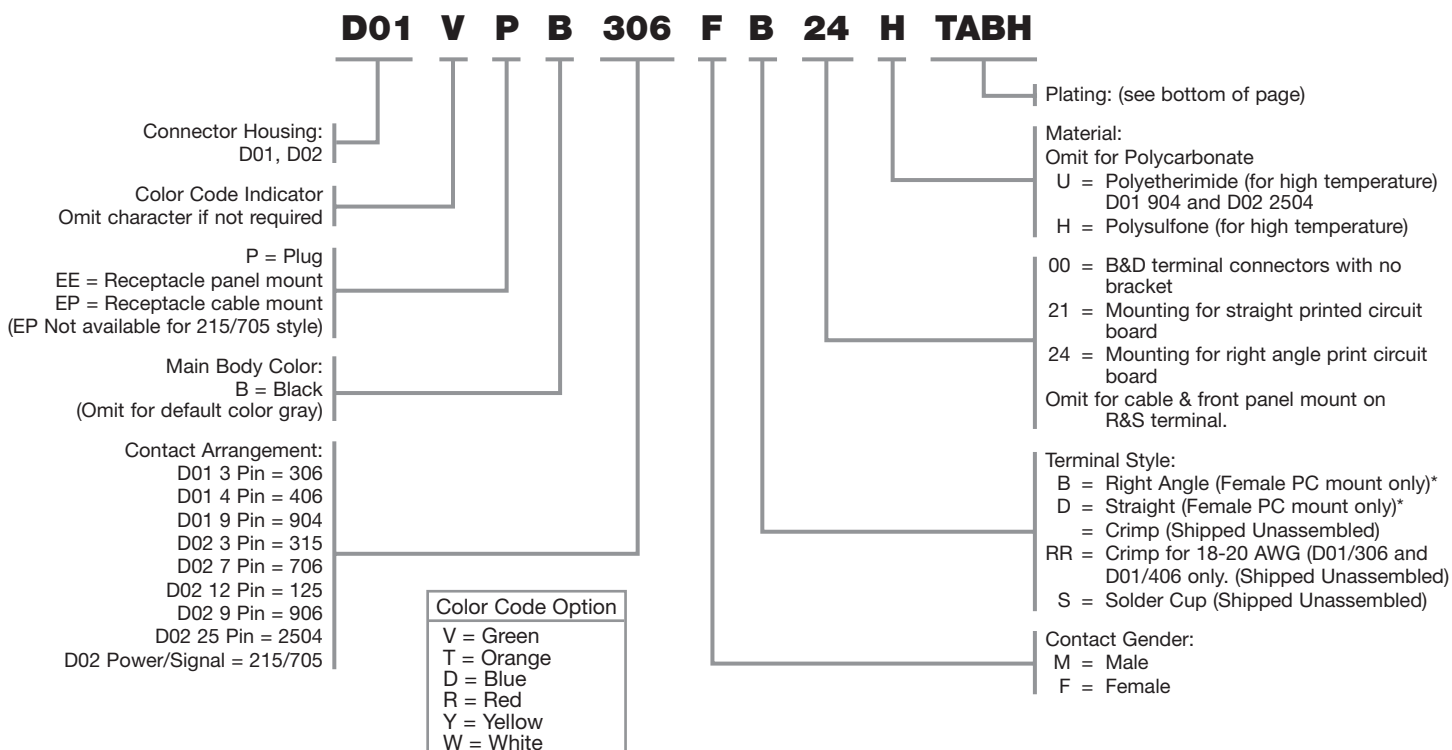 D01 V P B 306 F B 24 H TABH
Connector Housing:
D01, D02
Color Code Indicator
Omit character if not required
P = Plug
EE = Receptacle panel mount
EP = Receptacle cable mount
(EP Not available for 215/705 style)
Main Body Color:
B = Black
(Omit for default color gray)
Contact Arrangement:
D01 3 Pin = 306
D01 4 Pin = 406
D01 9 Pin = 904
D02 3 Pin = 315
D02 7 Pin = 706
D02 12 Pin = 125
D02 9 Pin = 906
D02 25 Pin = 2504
D02 Power/Signal = 215/705
Color Code Option
V = Green
T = Orange
D = Blue
R = Red
Y = Yellow
W = White
Plating: (see bottom of page)
Material:
Omit for Polycarbonate
U = Polyetherimide (for high temperature)
D01 904 and D02 2504
H = Polysulfone (for high temperature)
00 = B&D terminal connectors with no
bracket
21 = Mounting for straight printed circuit
board
24 = Mounting for right angle print circuit
board
Omit for cable & front panel mount on
R&S terminal.
Terminal Style:
B = Right Angle (Female PC mount only)*
D = Straight (Female PC mount only)*
= Crimp (Shipped Unassembled)
RR = Crimp for 18-20 AWG (D01/306 and
D01/406 only. (Shipped Unassembled)
S = Solder Cup (Shipped Unassembled)
Contact Gender:
M = Male
F = Female